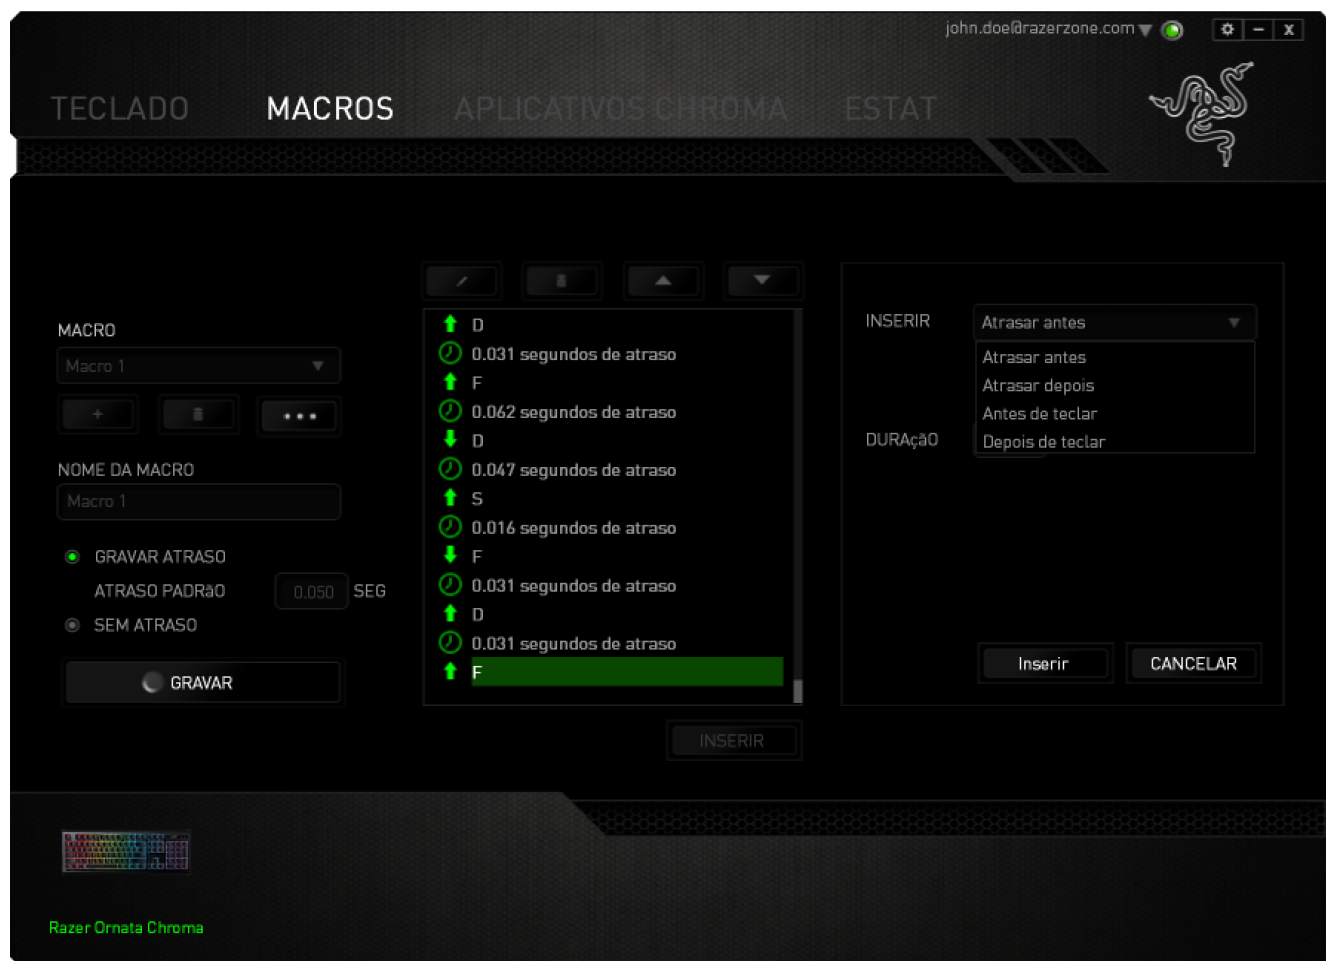 john.doe@razerzone.com
TECLADO MACROS APLICATIVOS CHROMA ESTAT
MACRO
Macro 1
NOME DA MACRO
Macro 1
GRAVAR ATRASO
ATRASO PADRãO 0.050 SEG
SEM ATRASO
GRAVAR
D
0.031 segundos de atraso
F
0.062 segundos de atraso
D
0.047 segundos de atraso
S
0.016 segundos de atraso
F
0.031 segundos de atraso
D
0.031 segundos de atraso
F
INSERIR
INSERIR Atrasar antes
Atrasar antes
Atrasar depois
Antes de teclar
DURAçãO
Depois de teclar
Inserir CANCELAR
Razer Ornata Chroma